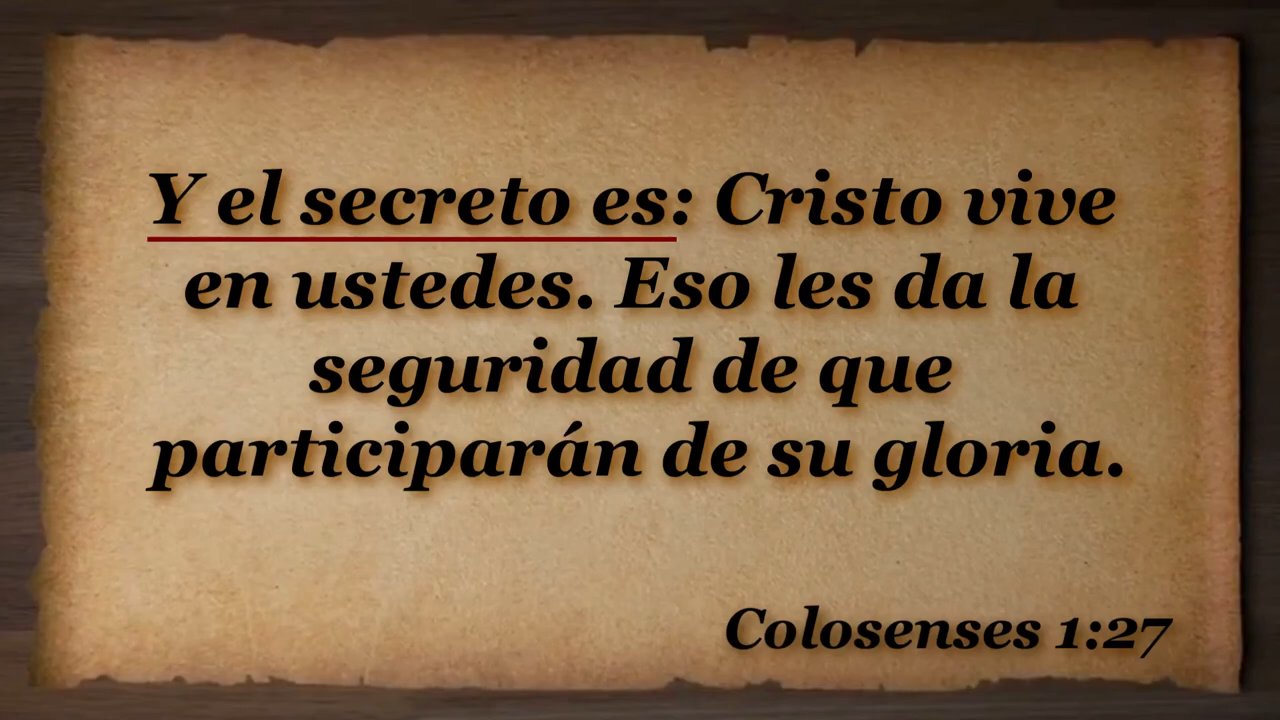 Y el secreto es: Cristo vive
en ustedes. Eso les da la
seguridad de que
participarán de su gloria.
Colosenses 1:27